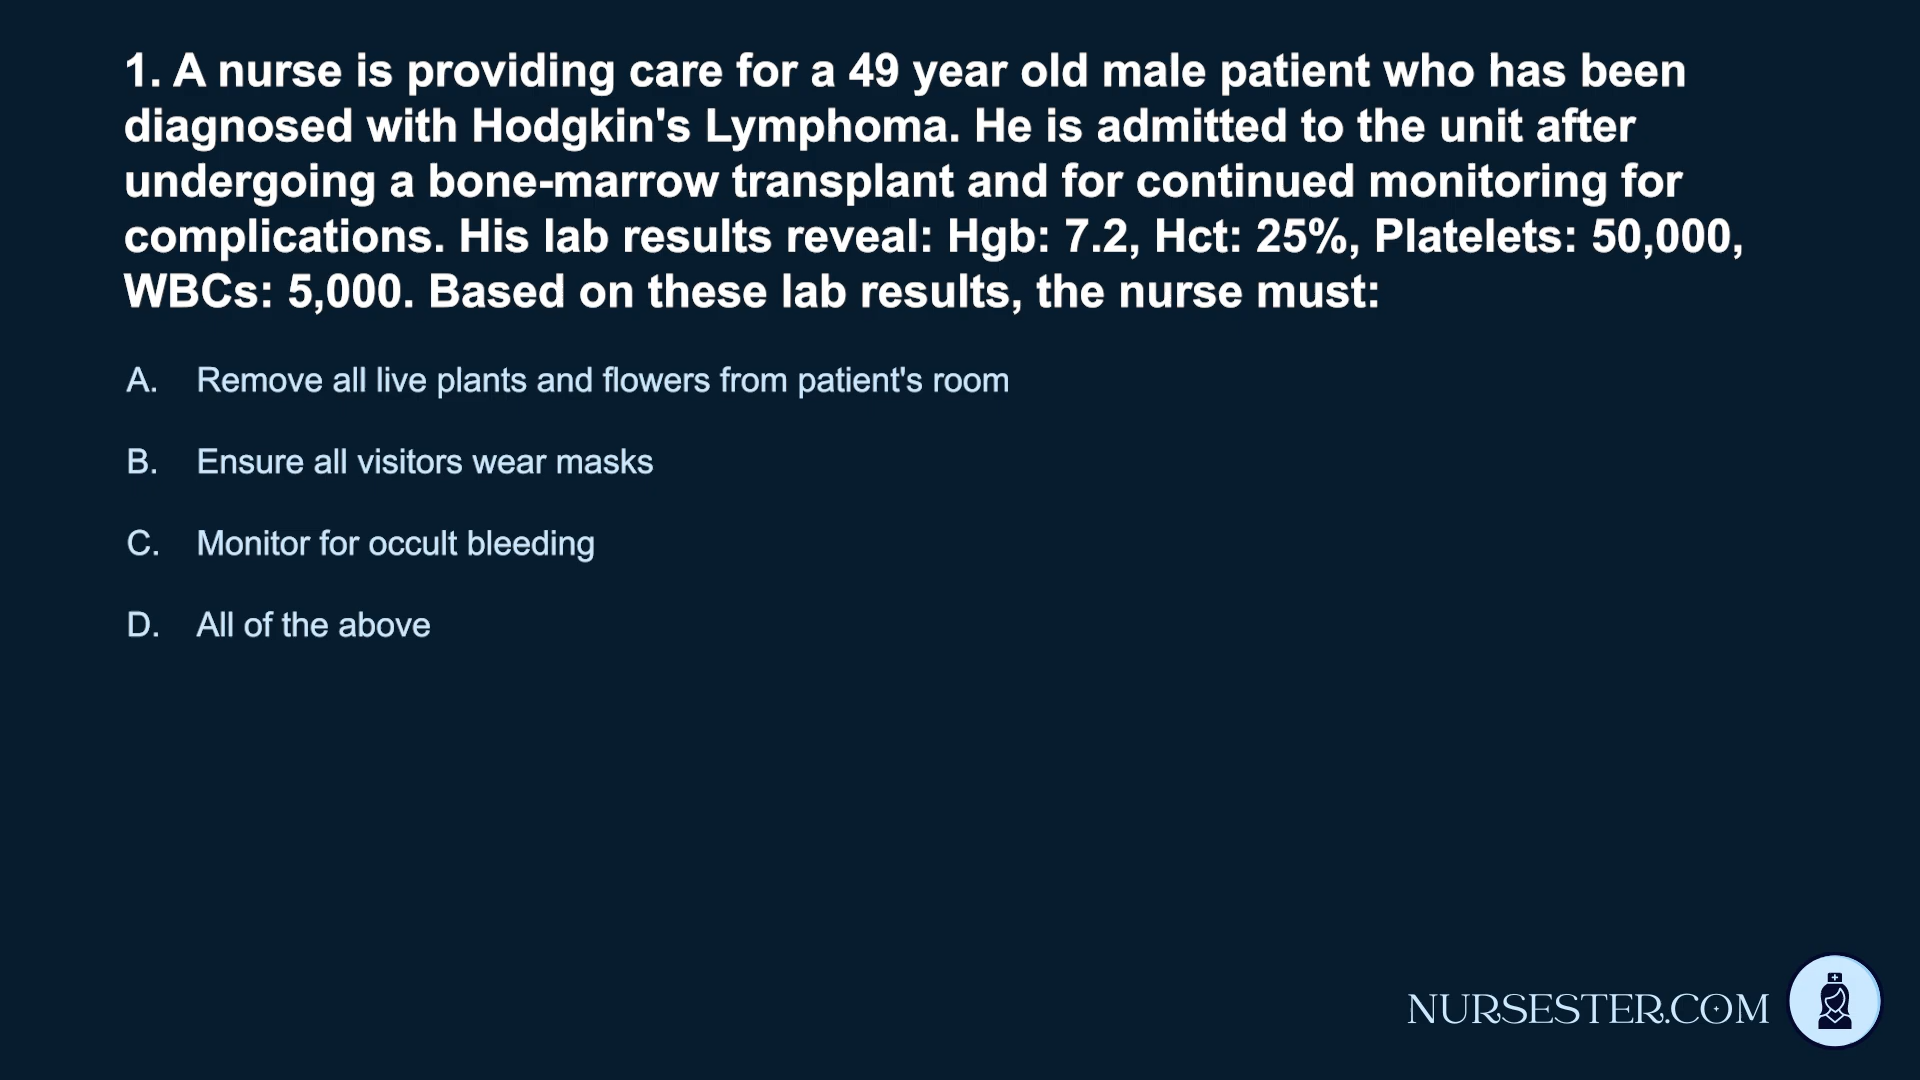 1. A nurse is providing care for a 49 year old male patient who has been
diagnosed with Hodgkin's Lymphoma. He is admitted to the unit after
undergoing a bone-marrow transplant and for continued monitoring for
complications. His lab results reveal: Hgb: 7.2, Hct: 25%, Platelets: 50,000,
WBCs: 5,000. Based on these lab results, the nurse must:
A. Remove all live plants and flowers from patient's room
B. Ensure all visitors wear masks
C. Monitor for occult bleeding
D. All of the above
NURSESTER.COM